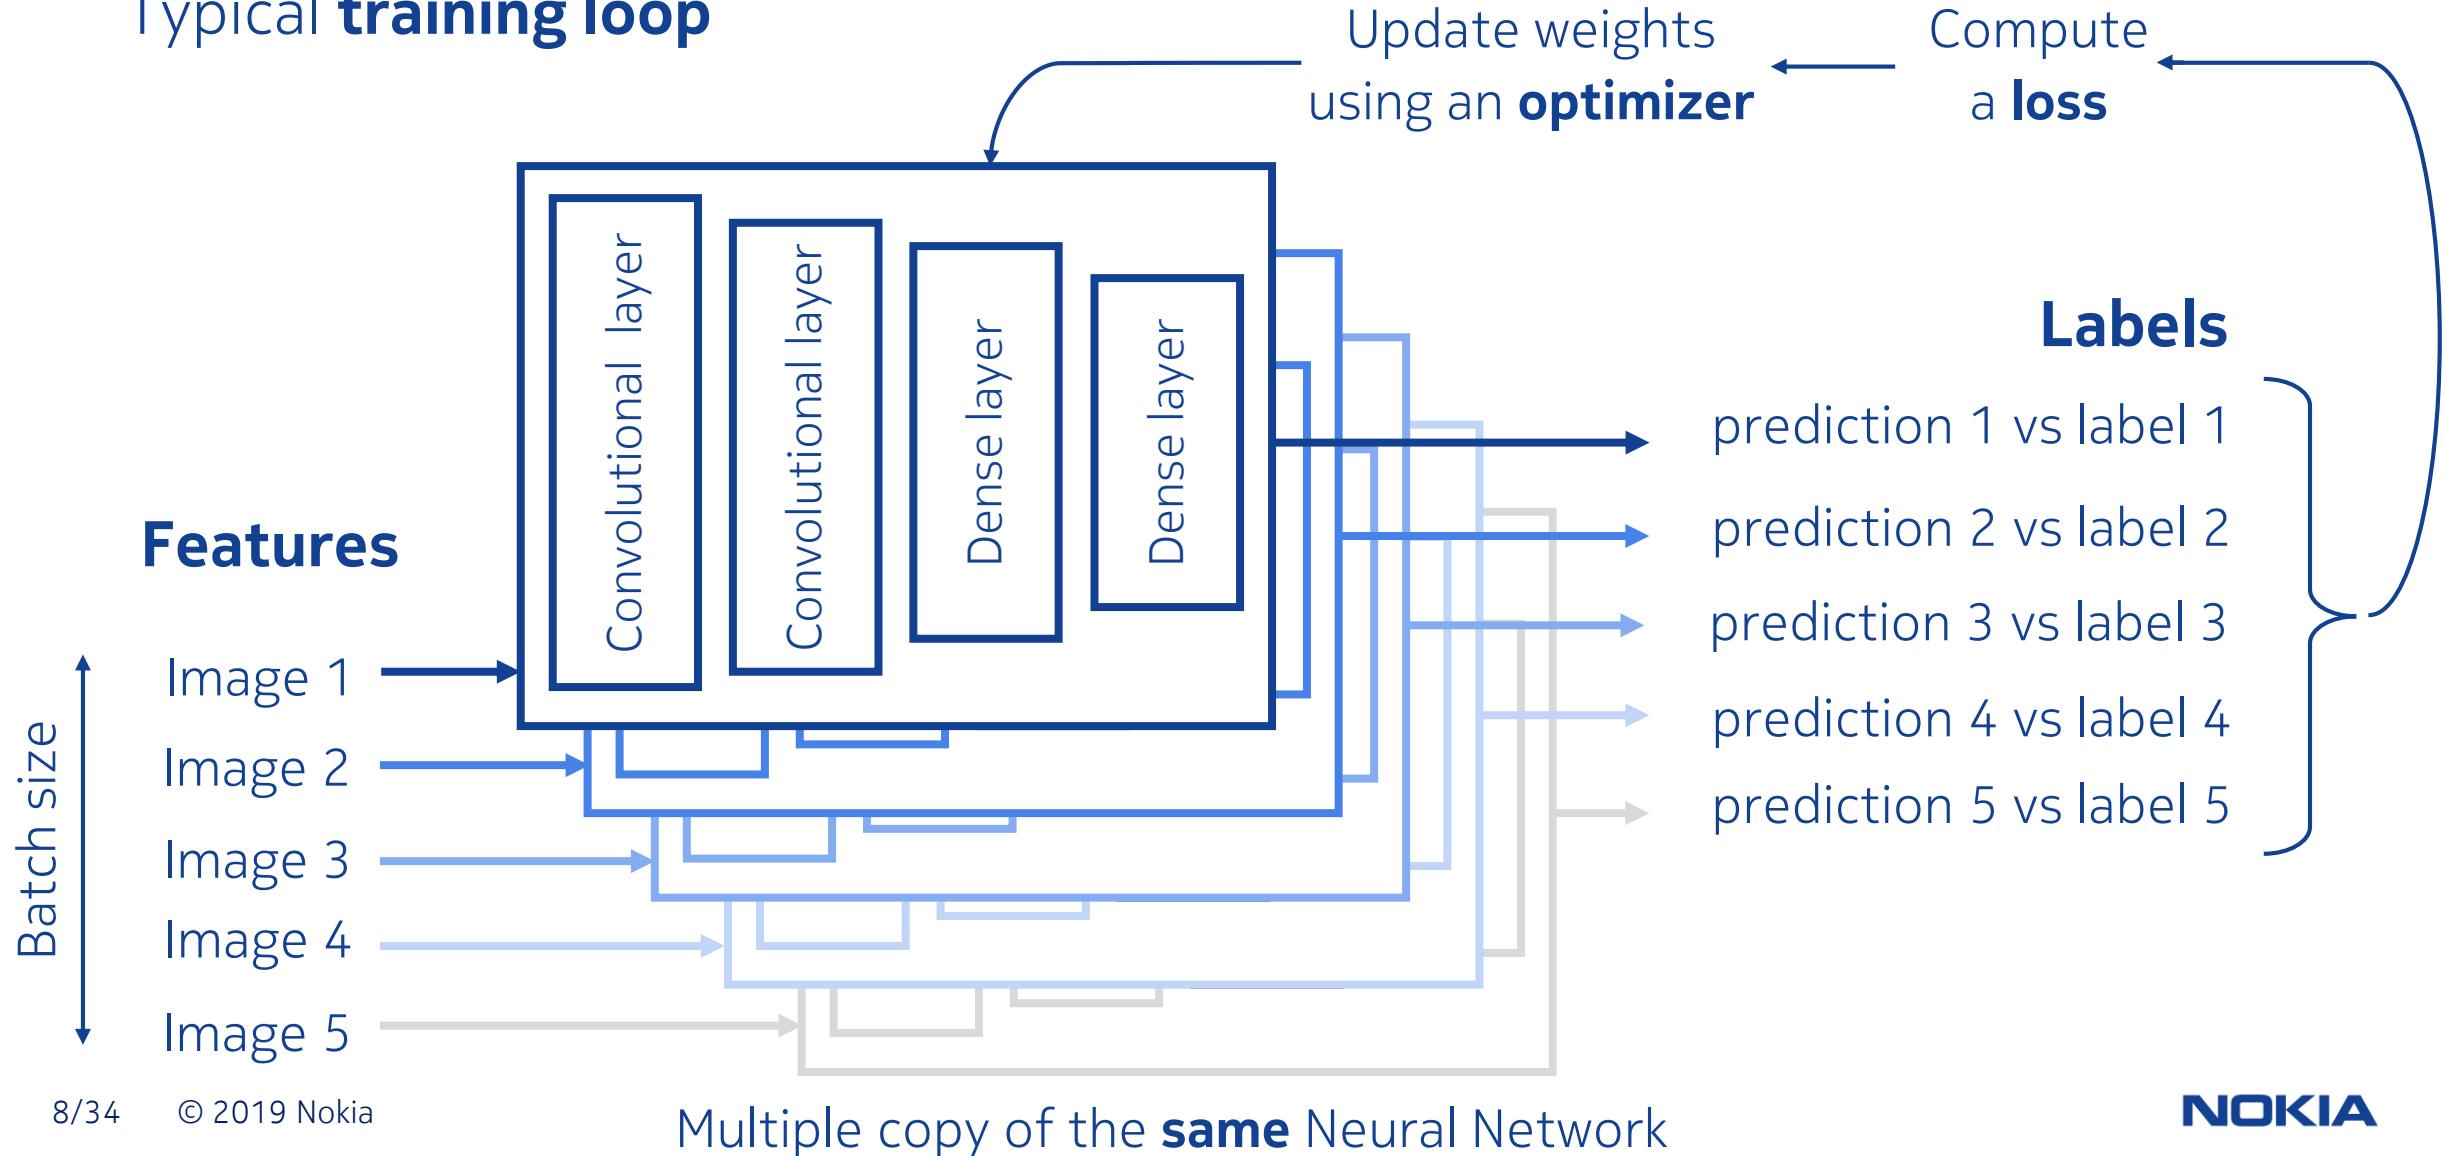 Typical training loop
Update weights
using an optimizer
Compute
a loss
Convolutional layer
Convolutional layer
Dense layer
Dense layer
Labels
prediction 1 vs label 1
prediction 2 vs label 2
prediction 3 vs label 3
prediction 4 vs label 4
prediction 5 vs label 5
Features
Batch size
Image 1
Image 2
Image 3
Image 4
Image 5
8/34 © 2019 Nokia
Multiple copy of the same Neural Network
NOKIA